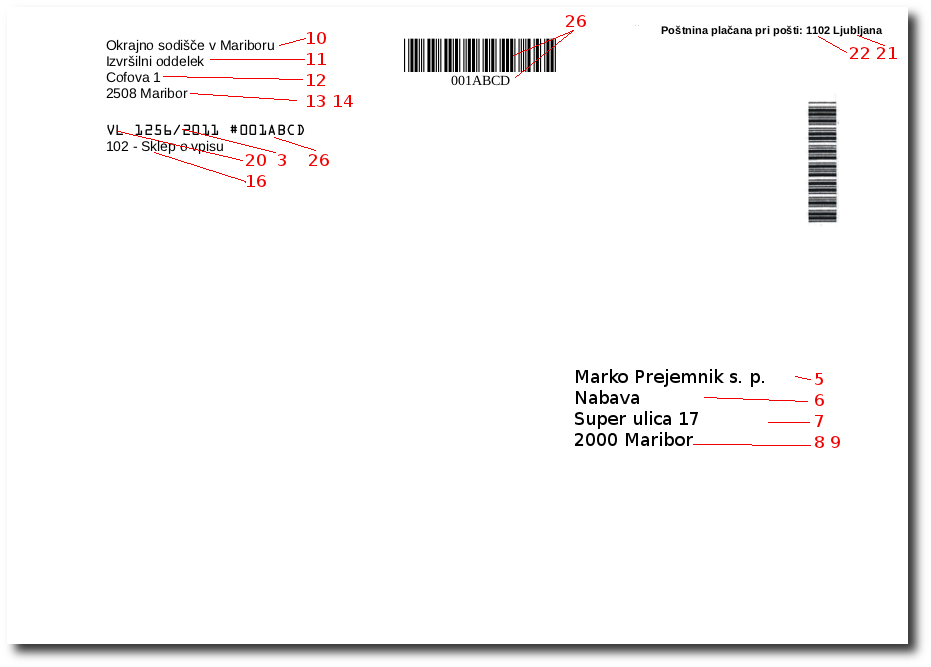 Okrajno sodišče v Mariboru 10
Izvršilni oddelek 11
Cofova 1 12
2508 Maribor 13 14
26
001ABCD
Poštnina plačana pri pošti: 1102 Ljubljana
22 21
VL 1256/2011 #001ABCD
102 - Sklep o vpisu
20 3 26
16
Marko Prejemnik s. p. 5
Nabava 6
Super ulica 17 7
2000 Maribor 8 9